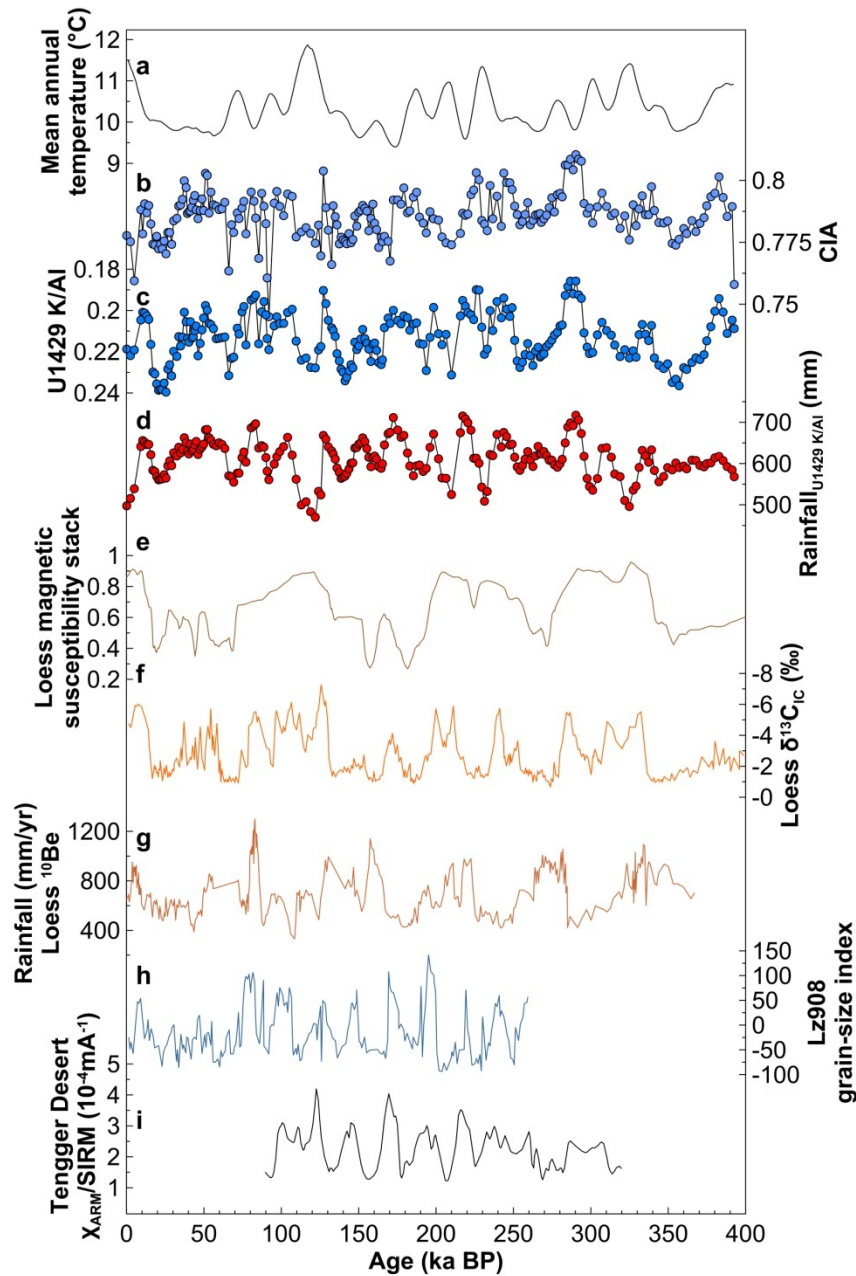 Mean annual
temperature (°C)
12
11
10
9
a
b
0.8
0.775
0.75
CIA
U1429 K/Al
0.18
0.2
0.22
0.24
c
d
700
600
500
Rainfall U1429 K/Al (mm)
Loess magnetic
susceptibility stack
1
0.8
0.6
0.4
0.2
e
f
-8
-6
-4
-2
-0
Loess δ¹³C IC (‰)
Rainfall (mm/yr)
Loess ¹⁰Be
1200
800
400
g
h
150
100
50
0
-50
-100
Lz908
grain-size index
Tengger Desert
XARM/SIRM (10⁻⁴mA⁻¹)
5
4
3
2
1
i
0 50 100 150 200 250 300 350 400
Age (ka BP)